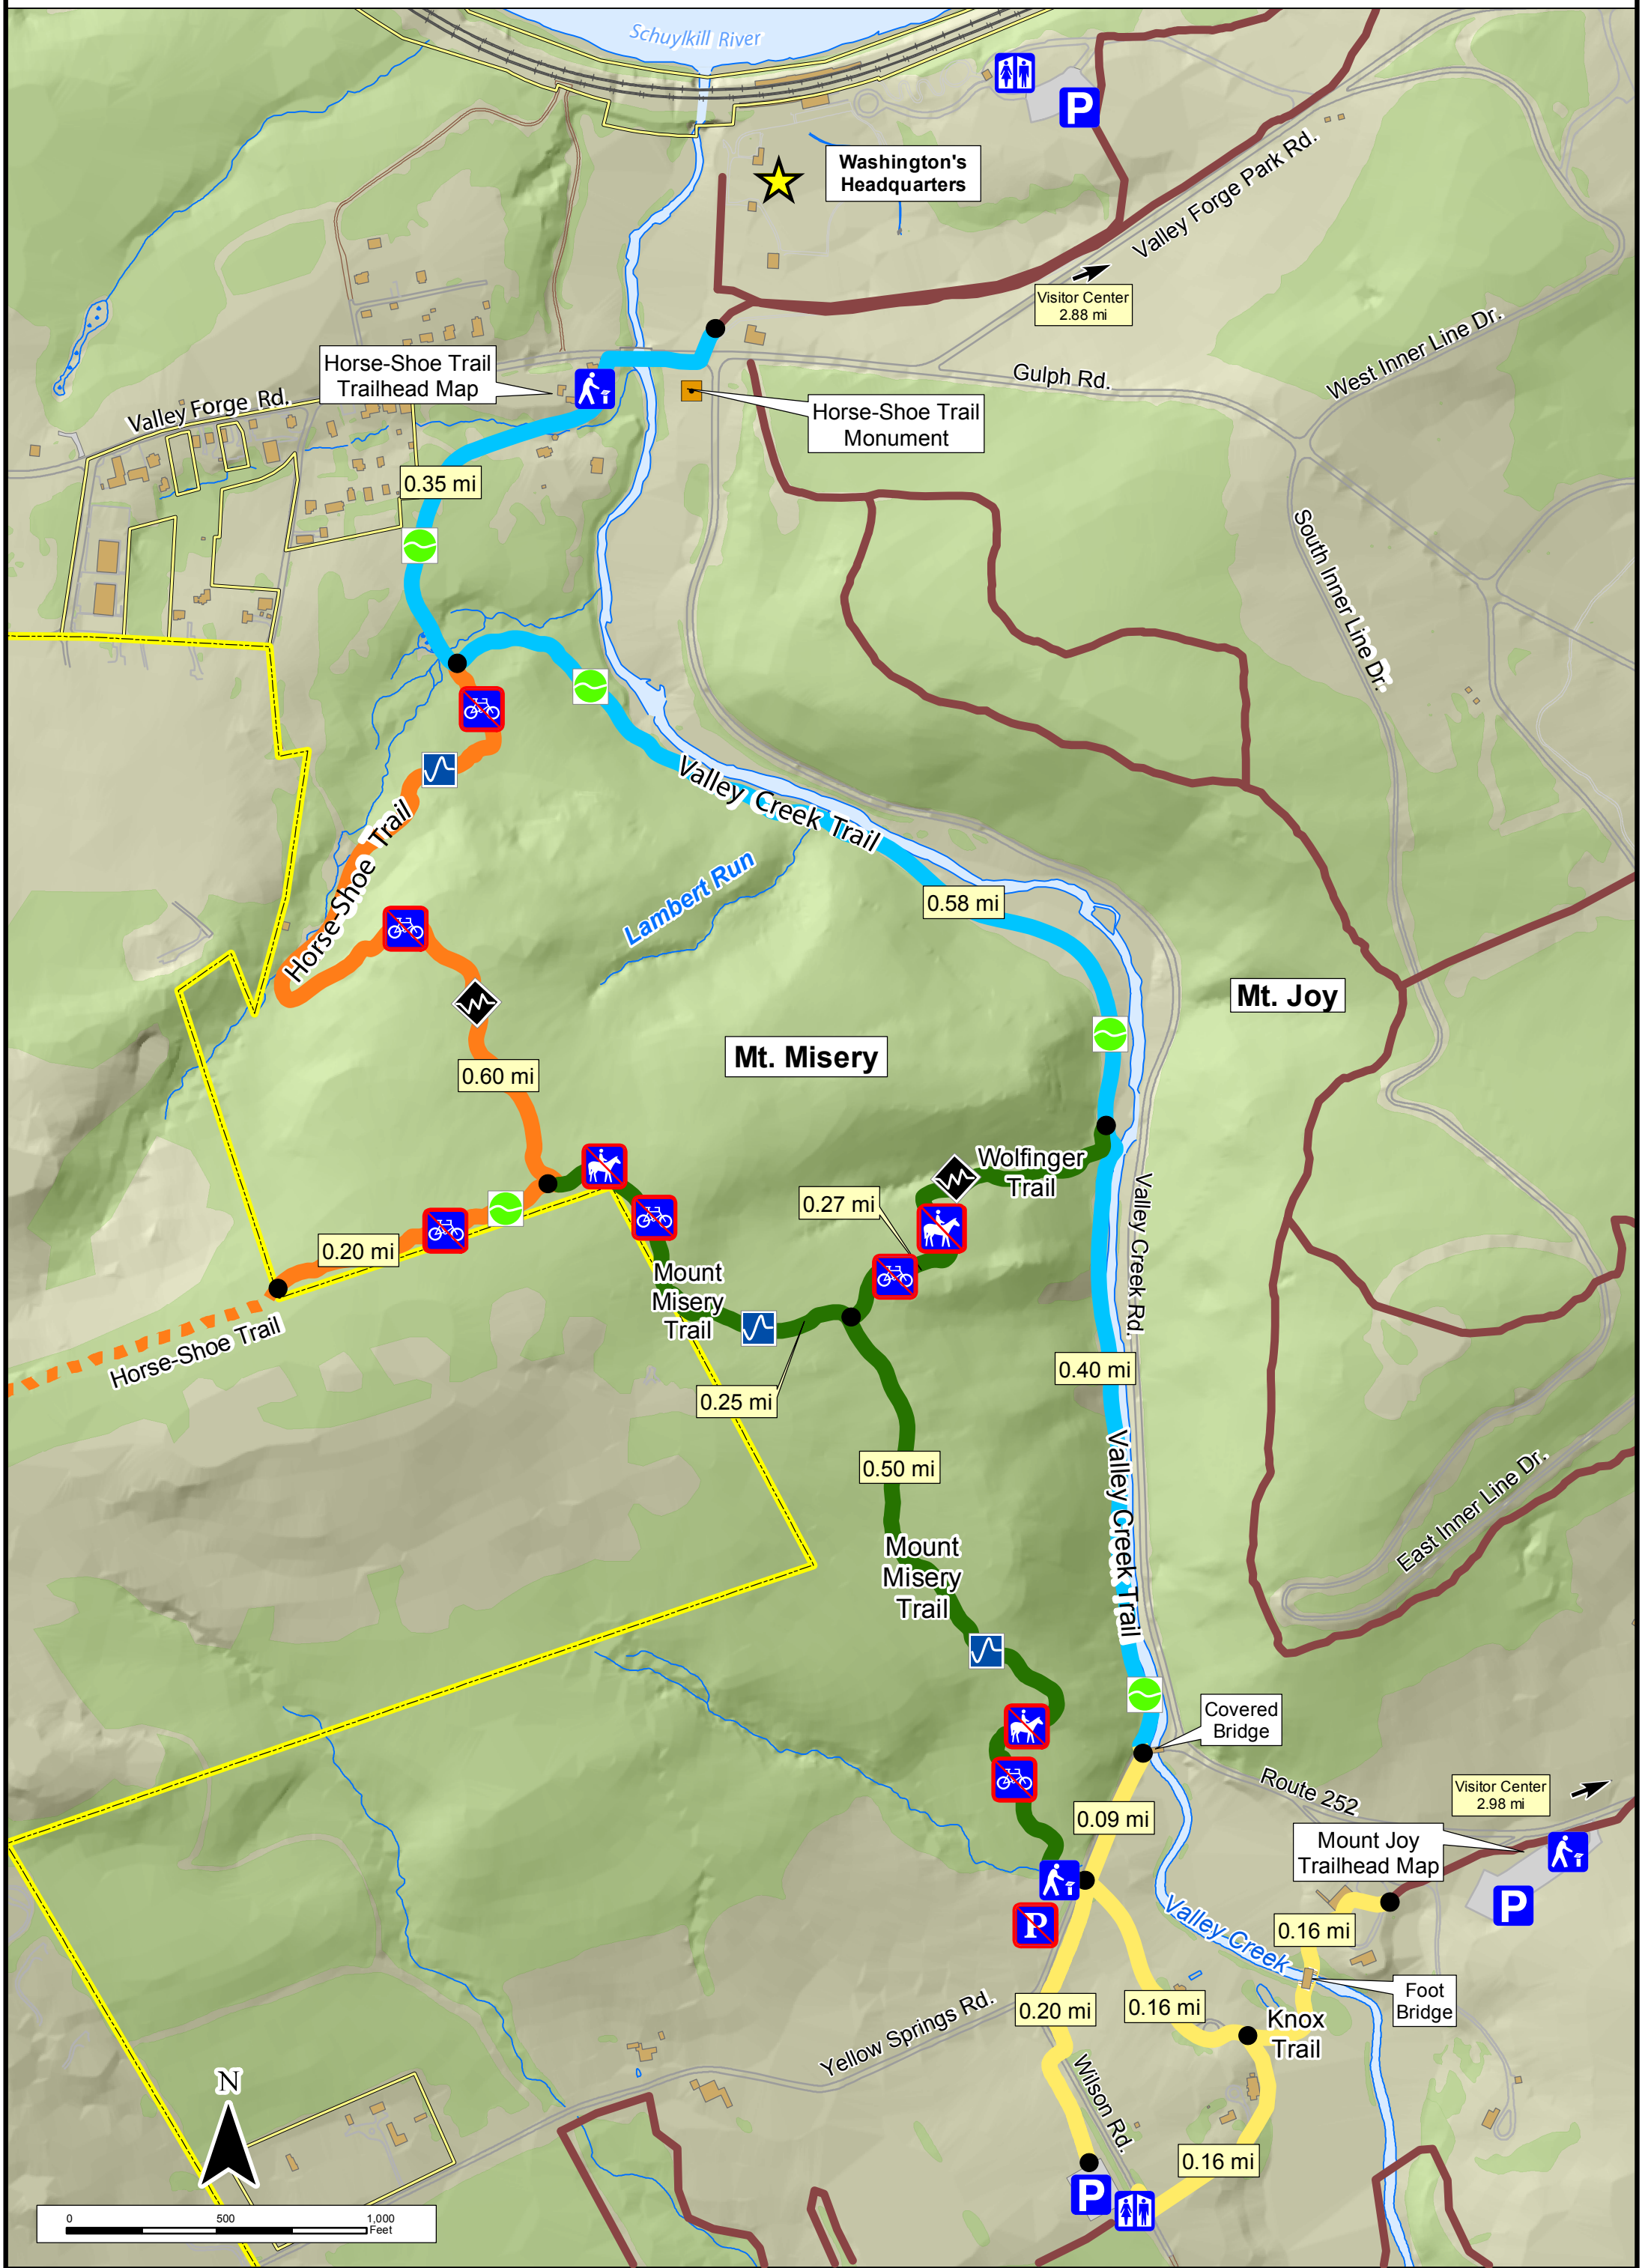 Schuylkill River
P
Washington's
Headquarters
Valley Forge Park Rd.
Visitor Center
2.88 mi
West Inner Line Dr.
Horse-Shoe Trail
Trailhead Map
Gulph Rd.
Valley Forge Rd.
Horse-Shoe Trail
Monument
0.35 mi
South Inner Line Dr.
Valley Creek Trail
Horse-Shoe Trail
Lambert Run
0.58 mi
Mt. Joy
Mt. Misery
0.60 mi
Wolfinger
Trail
0.27 mi
Valley Creek Rd.
0.20 mi
Mount
Misery
Trail
Horse-Shoe Trail
0.40 mi
0.25 mi
0.50 mi
Valley Creek Trail
East Inner Line Dr.
Mount
Misery
Trail
Covered
Bridge
Route 252
Visitor Center
2.98 mi
0.09 mi
Mount Joy
Trailhead Map
P
P
Valley Creek
0.16 mi
Foot
Bridge
0.20 mi
0.16 mi
Knox
Trail
Yellow Springs Rd.
Wilson Rd.
N
0.16 mi
P
0 500 1,000
Feet